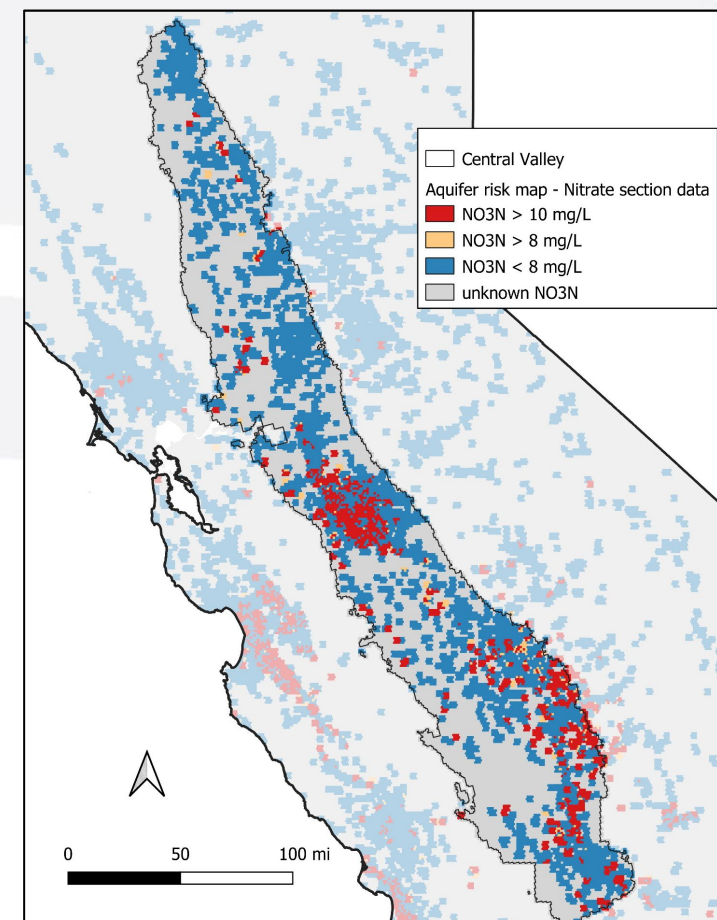 Central Valley
Aquifer risk map - Nitrate section data
NO3N > 10 mg/L
NO3N > 8 mg/L
NO3N < 8 mg/L
unknown NO3N
0 50 100 mi